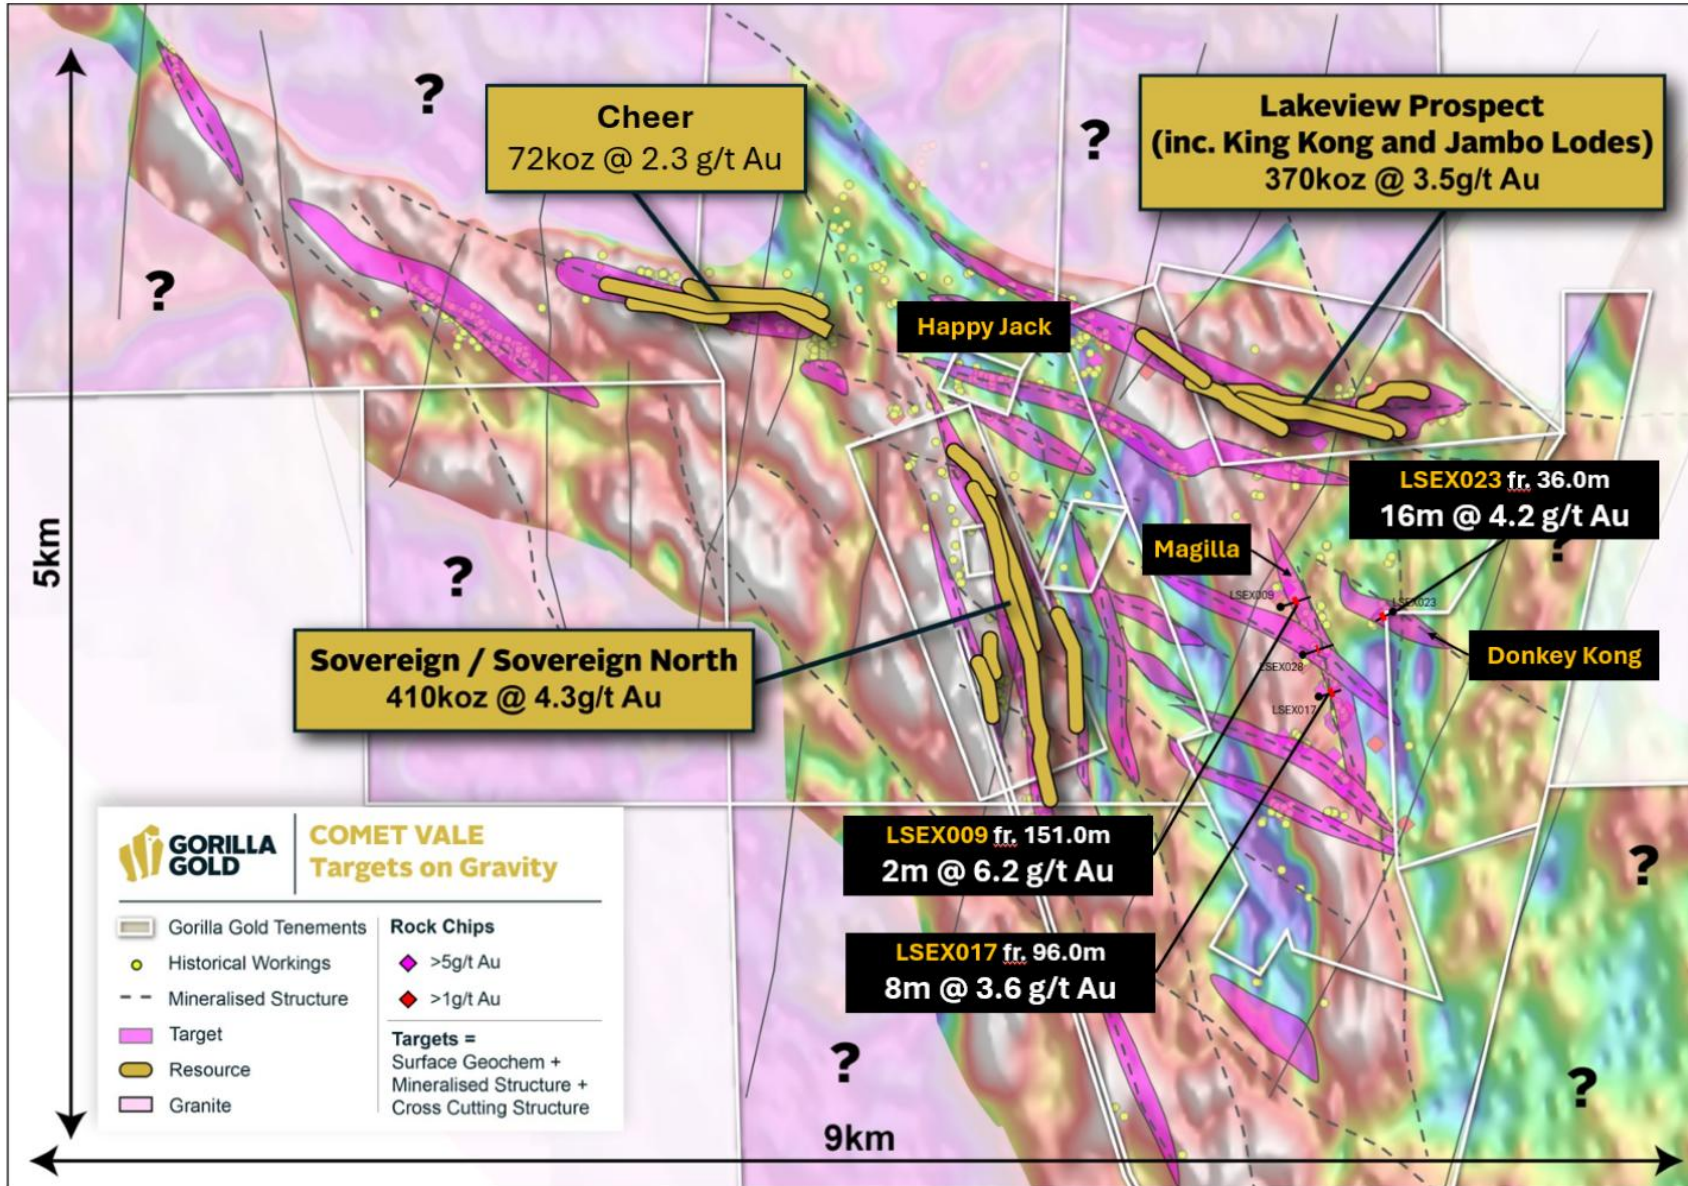 ?
Cheer
72koz @ 2.3 g/t Au
?
Lakeview Prospect
(inc. King Kong and Jambo Lodes)
370koz @ 3.5g/t Au
?
Happy Jack
5km
?
LSEX023 fr. 36.0m
16m @ 4.2 g/t Au
?
Magilla
LSEX009
LSEX023
Donkey Kong
LSEX028
LSEX017
Sovereign / Sovereign North
410koz @ 4.3g/t Au
LSEX009 fr. 151.0m
2m @ 6.2 g/t Au
?
LSEX017 fr. 96.0m
8m @ 3.6 g/t Au
?
?
GORILLA
GOLD
COMET VALE
Targets on Gravity
Gorilla Gold Tenements
Historical Workings
Mineralised Structure
Target
Resource
Granite
Rock Chips
>5g/t Au
>1g/t Au
Targets =
Surface Geochem +
Mineralised Structure +
Cross Cutting Structure
9km